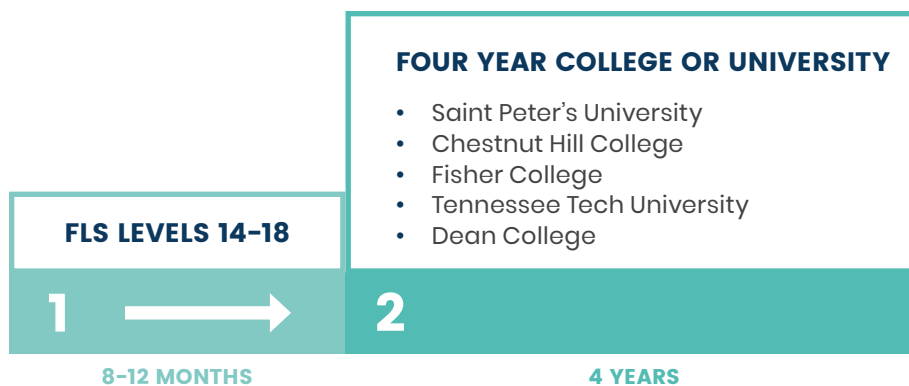 FOUR YEAR COLLEGE OR UNIVERSITY
• Saint Peter's University
• Chestnut Hill College
• Fisher College
• Tennessee Tech University
• Dean College
FLS LEVELS 14-18
1
2
8-12 MONTHS
4 YEARS